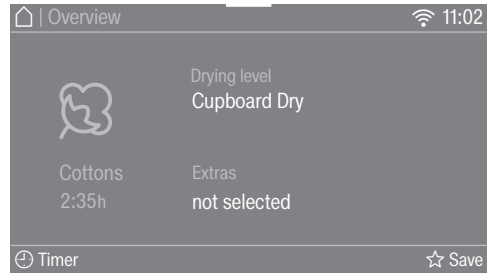 | Overview
11:02
Drying level
Cupboard Dry
Cottons
2:35h
Extras
not selected
Timer
Save